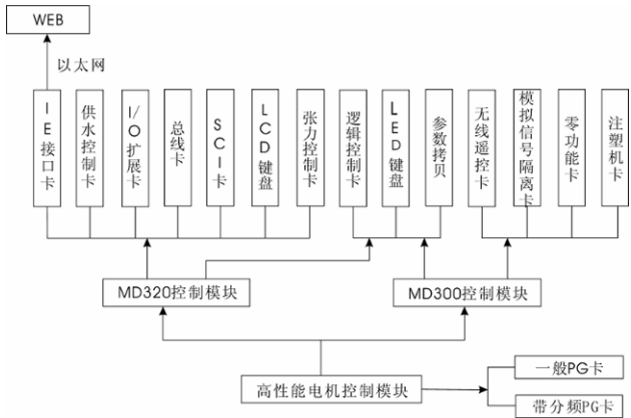 WEB
以太网
IE接口卡
供水控制卡
I/O扩展卡
总线卡
SCI卡
LCD键盘
张力控制卡
逻辑控制卡
LED键盘
参数拷贝
无线遥控卡
模拟信号隔离卡
零功能卡
注塑机卡
MD320控制模块
MD300控制模块
高性能电机控制模块
一般PG卡
带分频PG卡